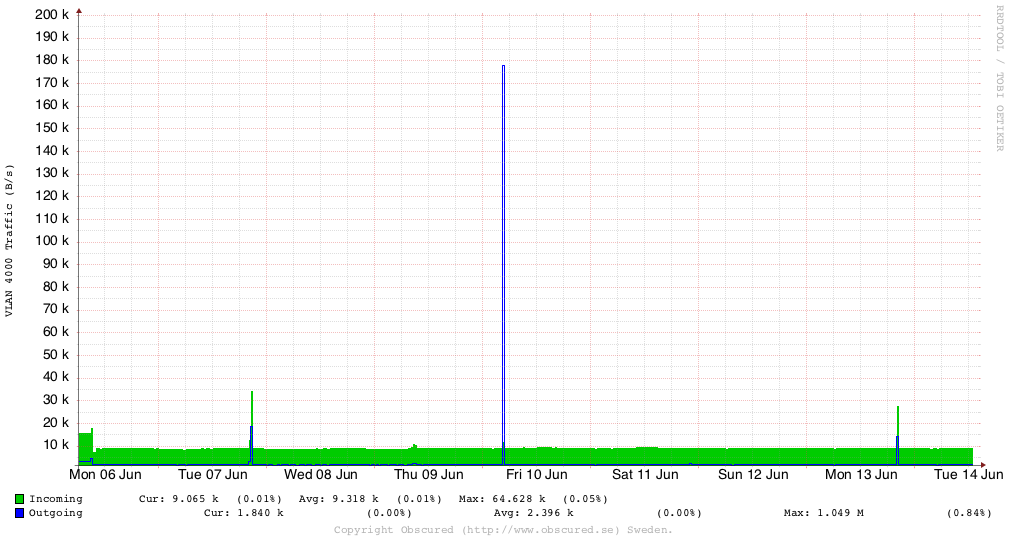 200 k
190 k
180 k
170 k
160 k
150 k
140 k
130 k
120 k
110 k
100 k
90 k
80 k
70 k
60 k
50 k
40 k
30 k
20 k
10 k
VLAN 4000 Traffic (B/s)
RRDTOOL / TOBI OETIKER
Mon 06 Jun Tue 07 Jun Wed 08 Jun Thu 09 Jun Fri 10 Jun Sat 11 Jun Sun 12 Jun Mon 13 Jun Tue 14 Jun
Incoming Cur: 9.065 k (0.01%) Avg: 9.318 k (0.01%) Max: 64.628 k (0.05%)
Outgoing Cur: 1.840 k (0.00%) Avg: 2.396 k (0.00%) Max: 1.049 M (0.84%)
Copyright Obscured (http://www.obscured.se) Sweden.